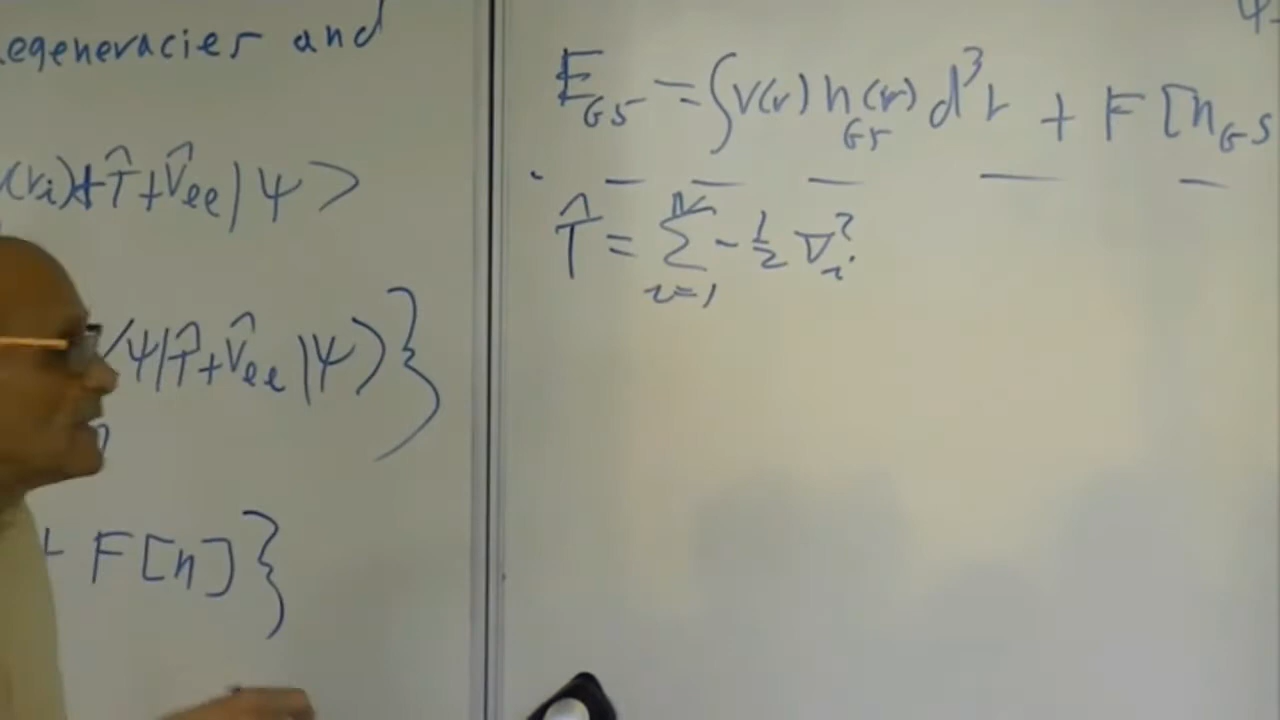 egeneracies and
(rᵢ)+T̂+V̂ee|ψ>
⟨ψ|T̂+V̂ee|ψ⟩}
+ F[n]}
E_GS = ∫v(r) n_GS(r) d³r + F[n_GS
T̂ = Σ_{i=1}^{N} -½ ∇ᵢ²
ψ